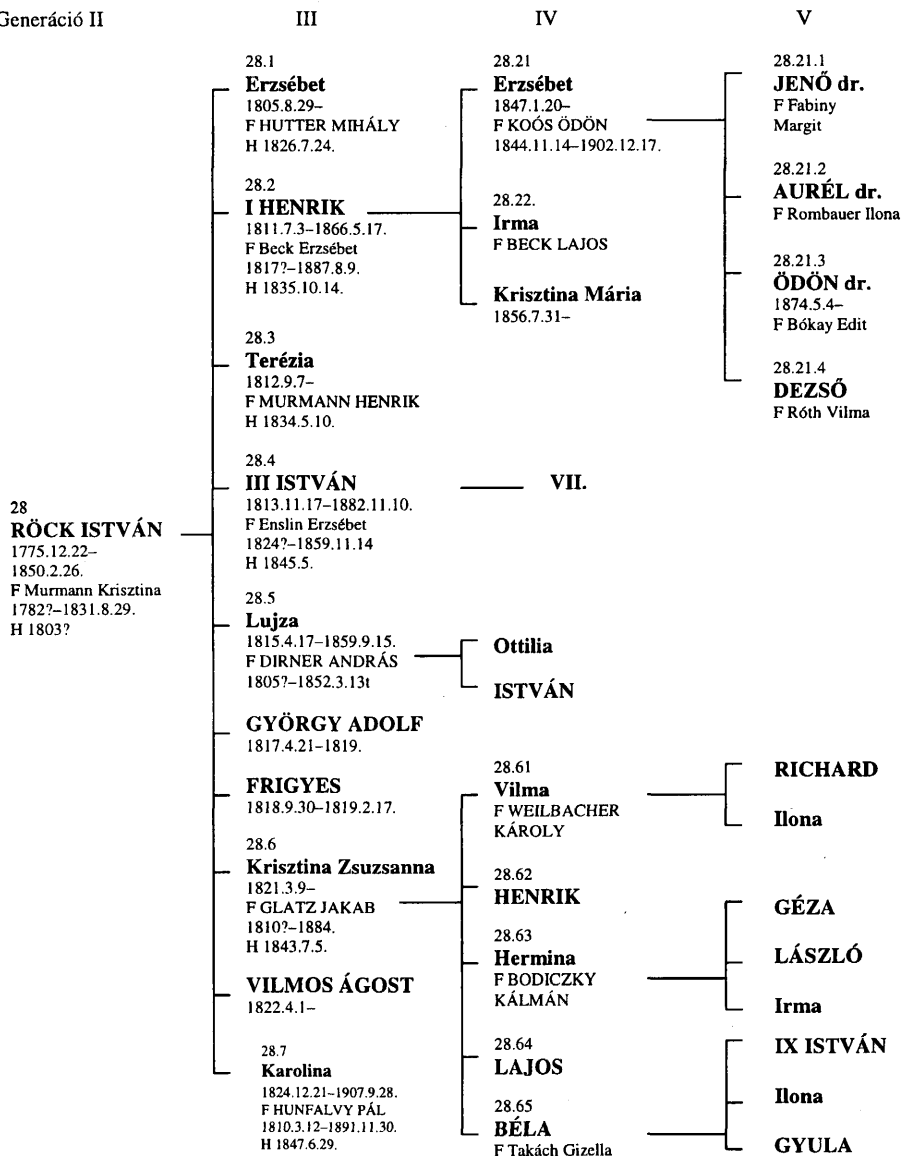 Generáció II
III
IV
V
28
RÖCK ISTVÁN
1775.12.22–
1850.2.26.
F Murmann Krisztina
1782?–1831.8.29.
H 1803?
28.1
Erzsébet
1805.8.29–
F HUTTER MIHÁLY
H 1826.7.24.
28.2
I HENRIK
1811.7.3–1866.5.17.
F Beck Erzsébet
1817?–1887.8.9.
H 1835.10.14.
28.3
Terézia
1812.9.7–
F MURMANN HENRIK
H 1834.5.10.
28.4
III ISTVÁN
1813.11.17–1882.11.10.
F Enslin Erzsébet
1824?–1859.11.14
H 1845.5.
28.5
Lujza
1815.4.17–1859.9.15.
F DIRNER ANDRÁS
1805?–1852.3.13t
GYÖRGY ADOLF
1817.4.21–1819.
FRIGYES
1818.9.30–1819.2.17.
28.6
Krisztina Zsuzsanna
1821.3.9–
F GLATZ JAKAB
1810?–1884.
H 1843.7.5.
VILMOS ÁGOST
1822.4.1–
28.7
Karolina
1824.12.21–1907.9.28.
F HUNFALVY PÁL
1810.3.12–1891.11.30.
H 1847.6.29.
28.21
Erzsébet
1847.1.20–
F KOÓS ÖDÖN
1844.11.14–1902.12.17.
28.22.
Irma
F BECK LAJOS
Krisztina Mária
1856.7.31–
VII.
Ottilia
ISTVÁN
28.61
Vilma
F WEILBACHER
KÁROLY
28.62
HENRIK
28.63
Hermina
F BODICZKY
KÁLMÁN
28.64
LAJOS
28.65
BÉLA
F Takách Gizella
28.21.1
JENŐ dr.
F Fabiny
Margit
28.21.2
AURÉL dr.
F Rombauer Ilona
28.21.3
ÖDÖN dr.
1874.5.4–
F Bókay Edit
28.21.4
DEZSŐ
F Róth Vilma
RICHARD
Ilona
GÉZA
LÁSZLÓ
Irma
IX ISTVÁN
Ilona
GYULA